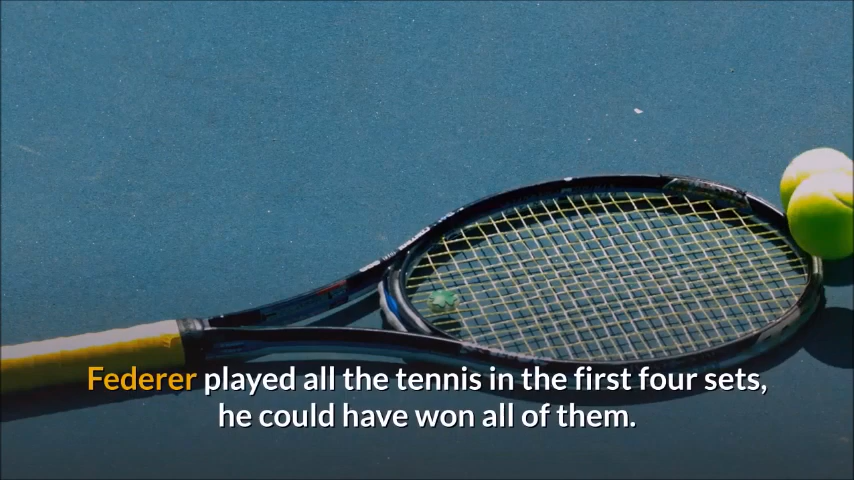 Federer played all the tennis in the first four sets,
he could have won all of them.